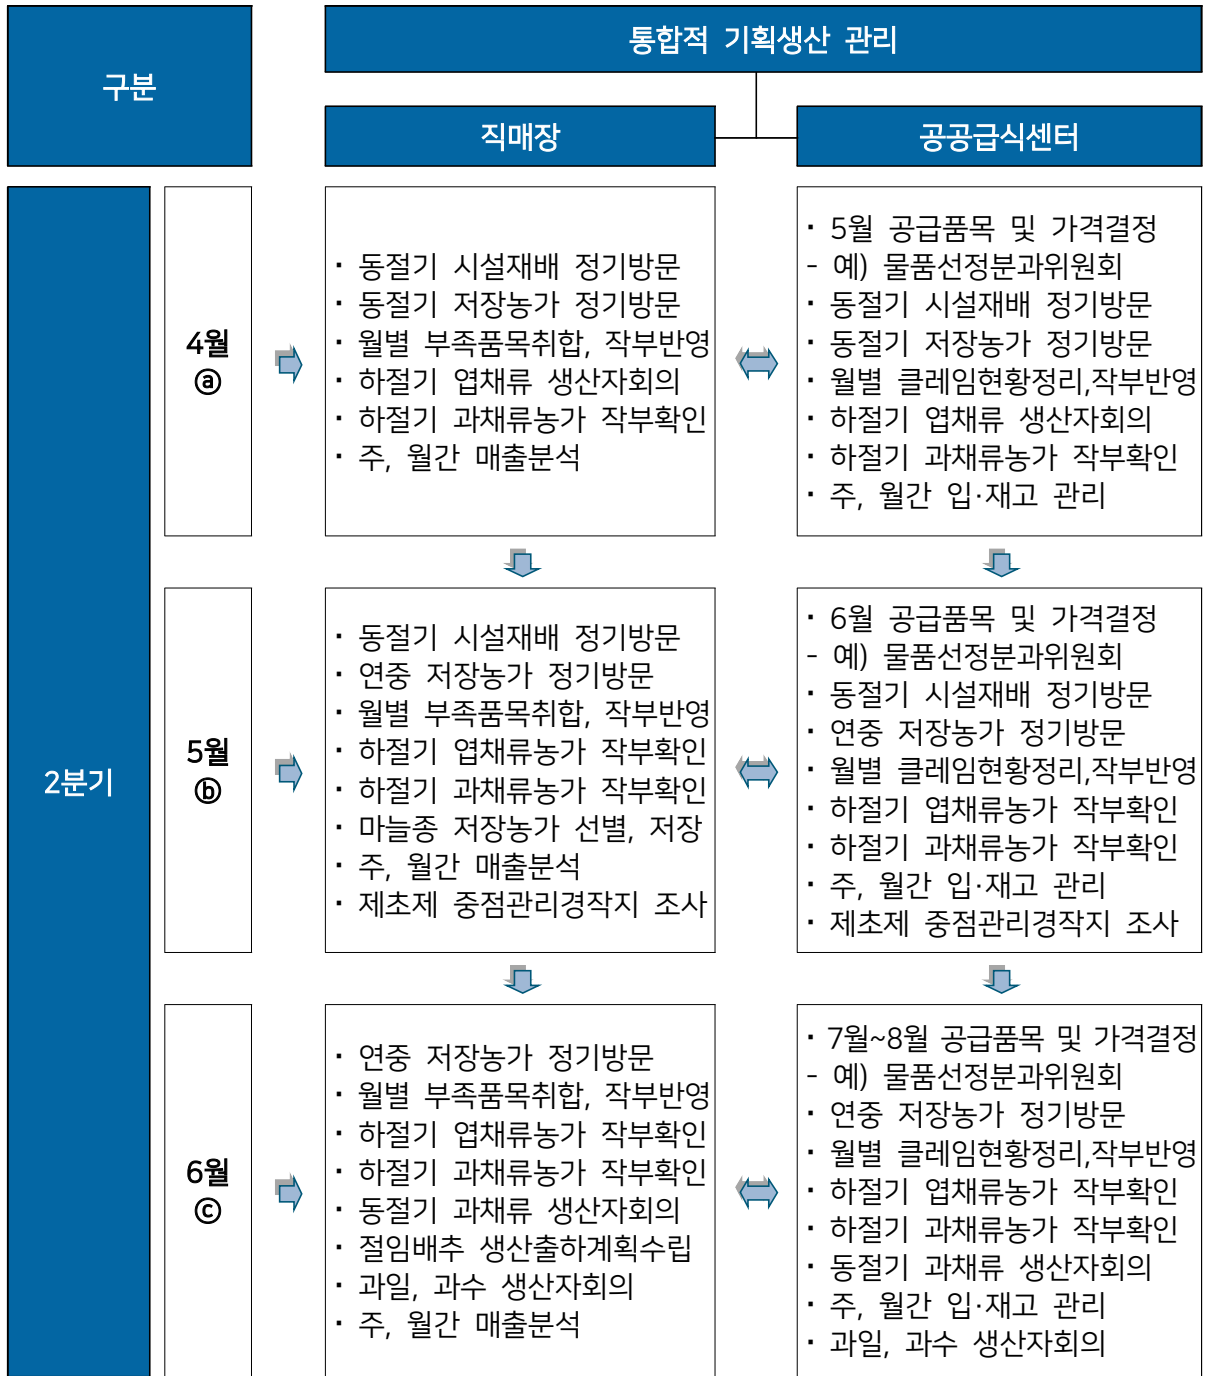 구분
통합적 기획생산 관리
직매장
공공급식센터
2분기
4월
ⓐ
· 동절기 시설재배 정기방문
· 동절기 저장농가 정기방문
· 월별 부족품목취합, 작부반영
· 하절기 엽채류 생산자회의
· 하절기 과채류농가 작부확인
· 주, 월간 매출분석
· 5월 공급품목 및 가격결정
- 예) 물품선정분과위원회
· 동절기 시설재배 정기방문
· 동절기 저장농가 정기방문
· 월별 클레임현황정리,작부반영
· 하절기 엽채류 생산자회의
· 하절기 과채류농가 작부확인
· 주, 월간 입·재고 관리
5월
ⓑ
· 동절기 시설재배 정기방문
· 연중 저장농가 정기방문
· 월별 부족품목취합, 작부반영
· 하절기 엽채류농가 작부확인
· 하절기 과채류농가 작부확인
· 마늘종 저장농가 선별, 저장
· 주, 월간 매출분석
· 제초제 중점관리경작지 조사
· 6월 공급품목 및 가격결정
- 예) 물품선정분과위원회
· 동절기 시설재배 정기방문
· 연중 저장농가 정기방문
· 월별 클레임현황정리,작부반영
· 하절기 엽채류농가 작부확인
· 하절기 과채류농가 작부확인
· 주, 월간 입·재고 관리
· 제초제 중점관리경작지 조사
6월
ⓒ
· 연중 저장농가 정기방문
· 월별 부족품목취합, 작부반영
· 하절기 엽채류농가 작부확인
· 하절기 과채류농가 작부확인
· 동절기 과채류 생산자회의
· 절임배추 생산출하계획수립
· 과일, 과수 생산자회의
· 주, 월간 매출분석
· 7월~8월 공급품목 및 가격결정
- 예) 물품선정분과위원회
· 연중 저장농가 정기방문
· 월별 클레임현황정리,작부반영
· 하절기 엽채류농가 작부확인
· 하절기 과채류농가 작부확인
· 동절기 과채류 생산자회의
· 주, 월간 입·재고 관리
· 과일, 과수 생산자회의